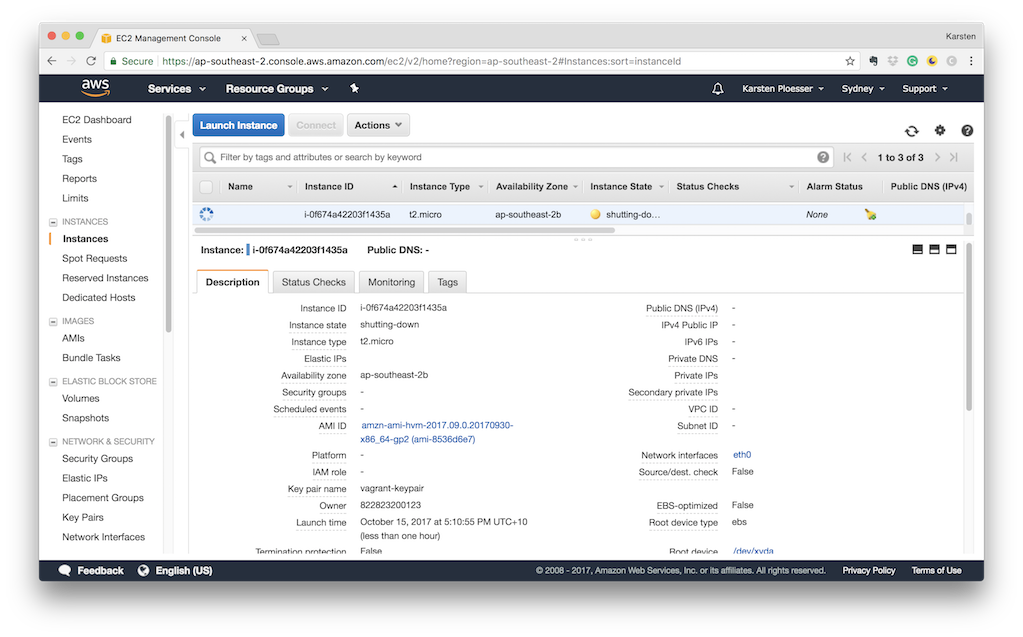 EC2 Management Console
Karsten
Secure https://ap-southeast-2.console.aws.amazon.com/ec2/v2/home?region=ap-southeast-2#Instances:sort=instanceId
aws Services Resource Groups Karsten Ploesser Sydney Support
EC2 Dashboard
Events
Tags
Reports
Limits
INSTANCES
Instances
Spot Requests
Reserved Instances
Dedicated Hosts
IMAGES
AMIs
Bundle Tasks
ELASTIC BLOCK STORE
Volumes
Snapshots
NETWORK & SECURITY
Security Groups
Elastic IPs
Placement Groups
Key Pairs
Network Interfaces
Launch Instance Connect Actions
Filter by tags and attributes or search by keyword 1 to 3 of 3
Name Instance ID Instance Type Availability Zone Instance State Status Checks Alarm Status Public DNS (IPv4)
i-0f674a42203f1435a t2.micro ap-southeast-2b shutting-do... None
Instance: i-0f674a42203f1435a Public DNS: -
Description Status Checks Monitoring Tags
Instance ID i-0f674a42203f1435a
Instance state shutting-down
Instance type t2.micro
Elastic IPs
Availability zone ap-southeast-2b
Security groups -
Scheduled events -
AMI ID amzn-ami-hvm-2017.09.0.20170930-
x86_64-gp2 (ami-8536d6e7)
Platform -
IAM role -
Key pair name vagrant-keypair
Owner 822823200123
Launch time October 15, 2017 at 5:10:55 PM UTC+10
(less than one hour)
Termination protection False
Public DNS (IPv4) -
IPv4 Public IP -
IPv6 IPs -
Private DNS -
Private IPs
Secondary private IPs
VPC ID -
Subnet ID -
Network interfaces eth0
Source/dest. check False
EBS-optimized False
Root device type ebs
Root device /dev/xvda
Feedback English (US) © 2008 - 2017, Amazon Web Services, Inc. or its affiliates. All rights reserved. Privacy Policy Terms of Use